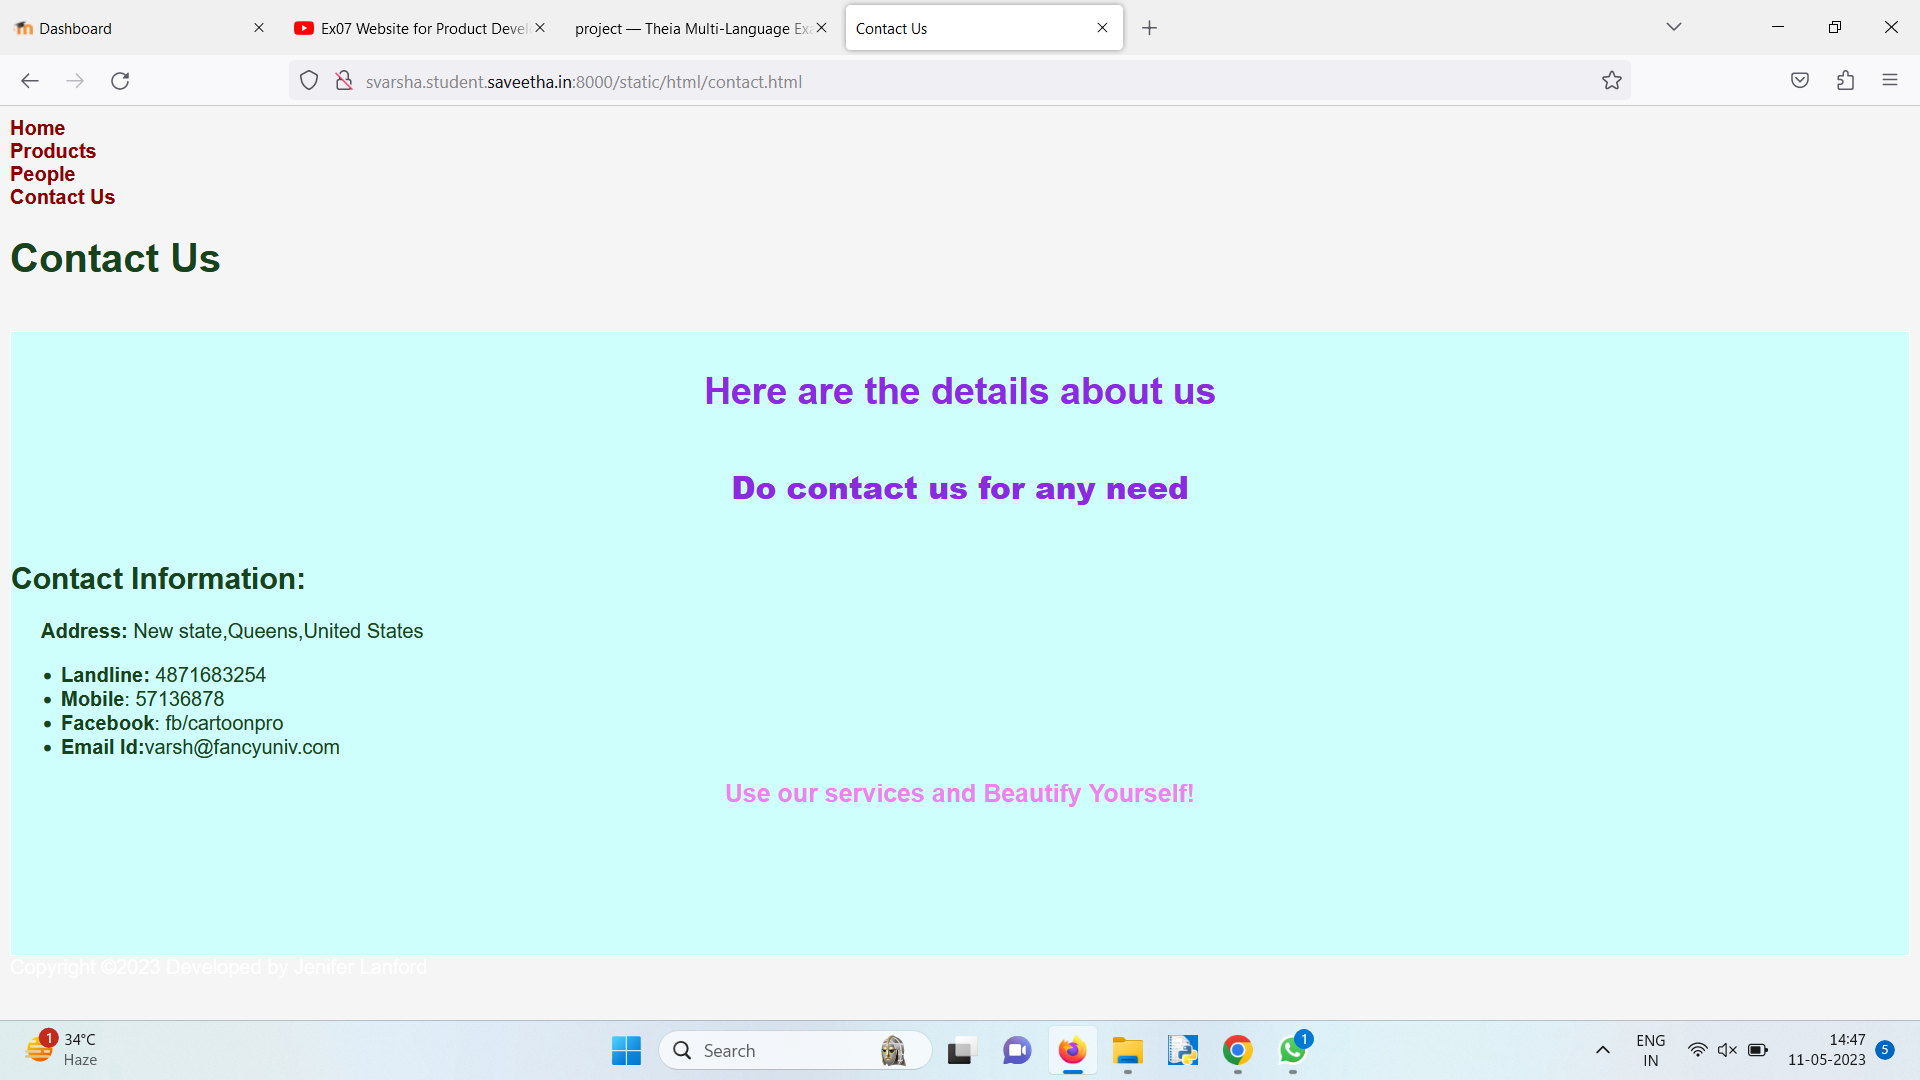 Dashboard
Ex07 Website for Product Devel
project — Theia Multi-Language Exa
Contact Us
svarsha.student.saveetha.in:8000/static/html/contact.html
Home
Products
People
Contact Us
Contact Us
Here are the details about us
Do contact us for any need
Contact Information:
Address: New state,Queens,United States
• Landline: 4871683254
• Mobile: 57136878
• Facebook: fb/cartoonpro
• Email Id:varsh@fancyuniv.com
Use our services and Beautify Yourself!
Copyright ©2023 Developed by Jenifer Lanford
1
34°C
Haze
Search
1
ENG
IN
14:47
11-05-2023
5